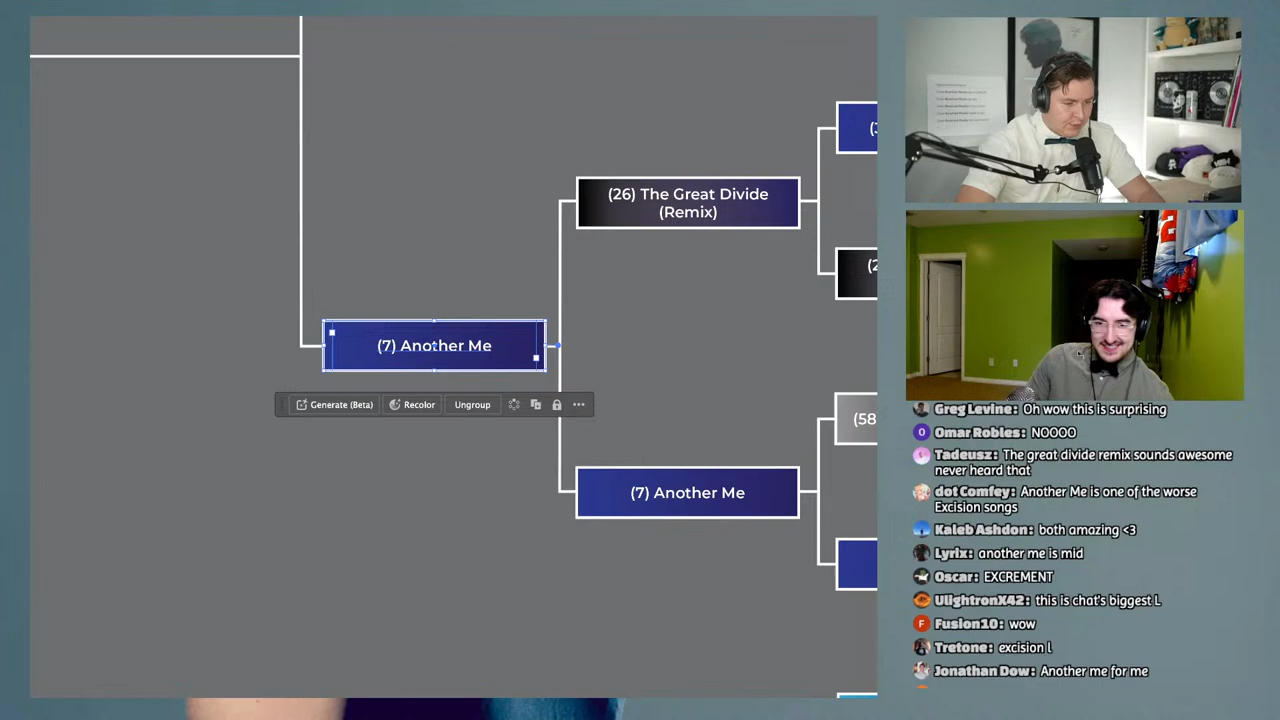 (26) The Great Divide
(Remix)
(7) Another Me
Generate (Beta)
Recolor
Ungroup
(58
(7) Another Me
Greg Levine: Oh wow this is surprising
Omar Robles: NOOOO
Tadeusz: The great divide remix sounds awesome
never heard that
dot Comfey: Another Me is one of the worse
Excision songs
Kaleb Ashdon: both amazing <3
Lyrix: another me is mid
Oscar: EXCREMENT
UlightronX42: this is chat's biggest L
Fusion10: wow
Tretone: excision l
Jonathan Dow: Another me for me